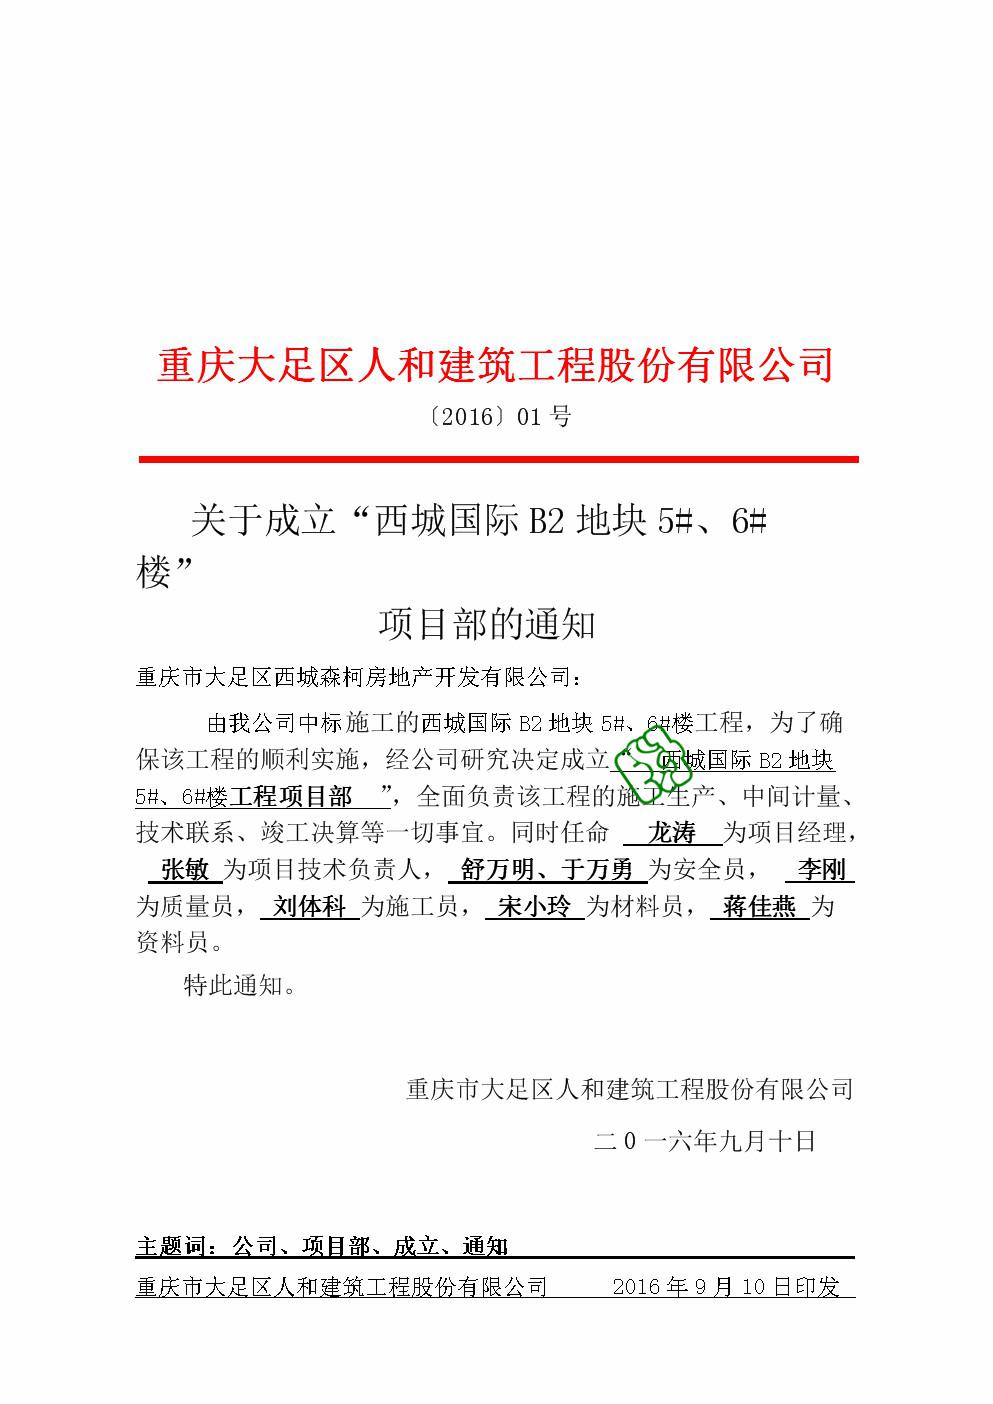 重庆大足区人和建筑工程股份有限公司
〔2016〕01 号
关于成立“西城国际 B2 地块 5#、6#
楼”
项目部的通知
重庆市大足区西城森柯房地产开发有限公司：
由我公司中标施工的西城国际 B2 地块 5#、6#楼工程，为了确
保该工程的顺利实施，经公司研究决定成立“ 西城国际 B2 地块
5#、6#楼工程项目部 ”，全面负责该工程的施工生产、中间计量、
技术联系、竣工决算等一切事宜。同时任命 龙涛 为项目经理，
张敏 为项目技术负责人， 舒万明、于万勇 为安全员， 李刚
为质量员， 刘体科 为施工员， 宋小玲 为材料员， 蒋佳燕 为
资料员。
特此通知。
重庆市大足区人和建筑工程股份有限公司
二 0 一六年九月十日
主题词：公司、项目部、成立、通知
重庆市大足区人和建筑工程股份有限公司 2016 年 9 月 10 日印发